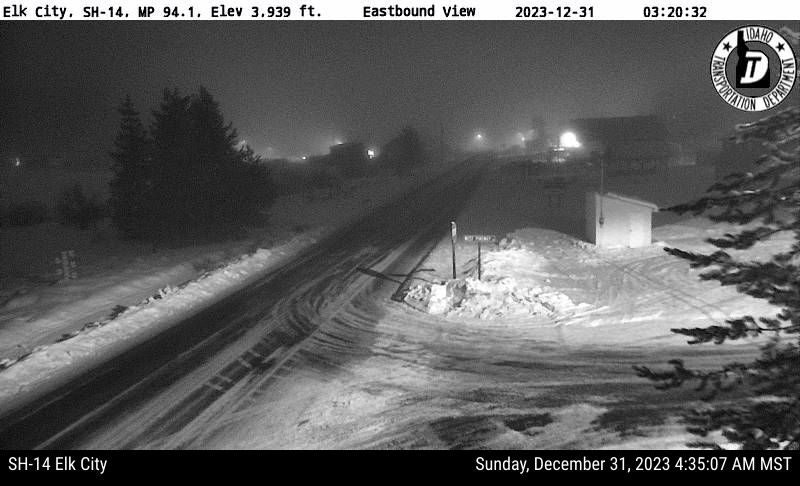 Elk City, SH-14, MP 94.1, Elev 3,939 ft. Eastbound View 2023-12-31 03:20:32
IDAHO
TRANSPORTATION DEPARTMENT
SH-14 Elk City Sunday, December 31, 2023 4:35:07 AM MST